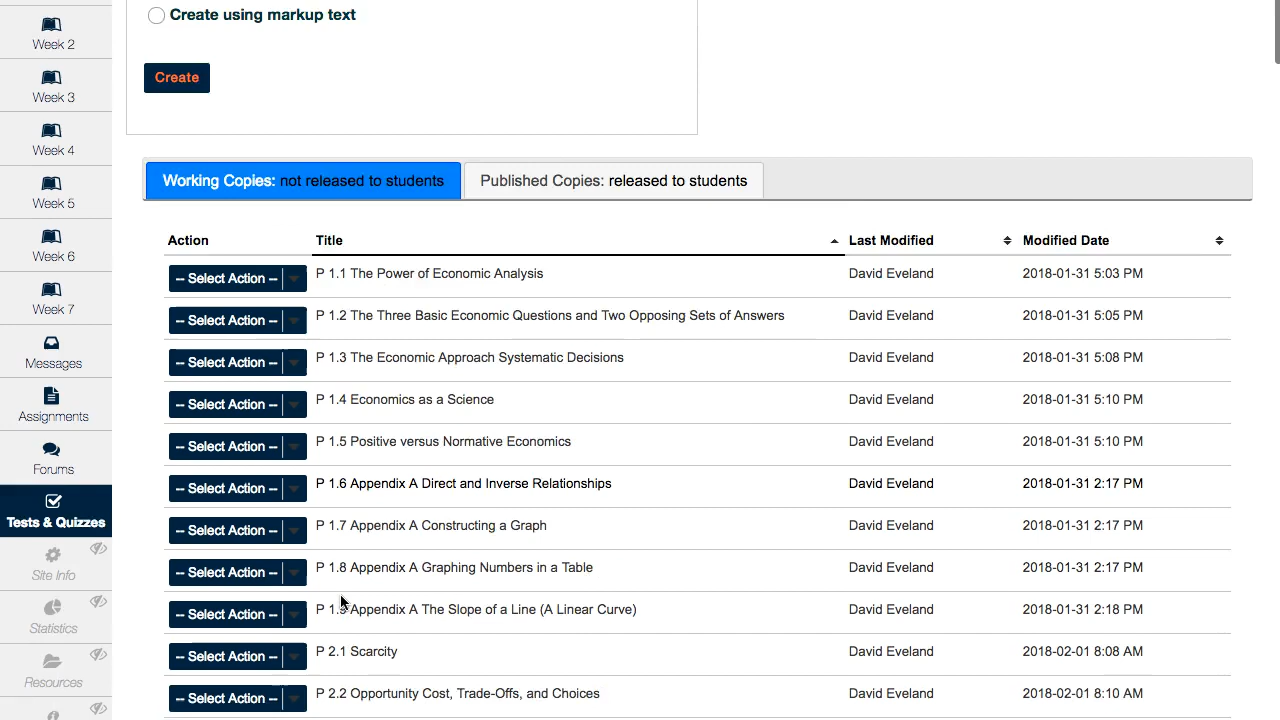 Create using markup text
Week 2
Create
Week 3
Week 4
Working Copies: not released to students
Published Copies: released to students
Week 5
Action
Title
Last Modified
Modified Date
Week 6
-- Select Action --
P 1.1 The Power of Economic Analysis
David Eveland
2018-01-31 5:03 PM
Week 7
-- Select Action --
P 1.2 The Three Basic Economic Questions and Two Opposing Sets of Answers
David Eveland
2018-01-31 5:05 PM
Messages
-- Select Action --
P 1.3 The Economic Approach Systematic Decisions
David Eveland
2018-01-31 5:08 PM
Assignments
-- Select Action --
P 1.4 Economics as a Science
David Eveland
2018-01-31 5:10 PM
-- Select Action --
P 1.5 Positive versus Normative Economics
David Eveland
2018-01-31 5:10 PM
Forums
-- Select Action --
P 1.6 Appendix A Direct and Inverse Relationships
David Eveland
2018-01-31 2:17 PM
Tests & Quizzes
-- Select Action --
P 1.7 Appendix A Constructing a Graph
David Eveland
2018-01-31 2:17 PM
Site Info
-- Select Action --
P 1.8 Appendix A Graphing Numbers in a Table
David Eveland
2018-01-31 2:17 PM
Statistics
-- Select Action --
P 1.9 Appendix A The Slope of a Line (A Linear Curve)
David Eveland
2018-01-31 2:18 PM
-- Select Action --
P 2.1 Scarcity
David Eveland
2018-02-01 8:08 AM
Resources
-- Select Action --
P 2.2 Opportunity Cost, Trade-Offs, and Choices
David Eveland
2018-02-01 8:10 AM